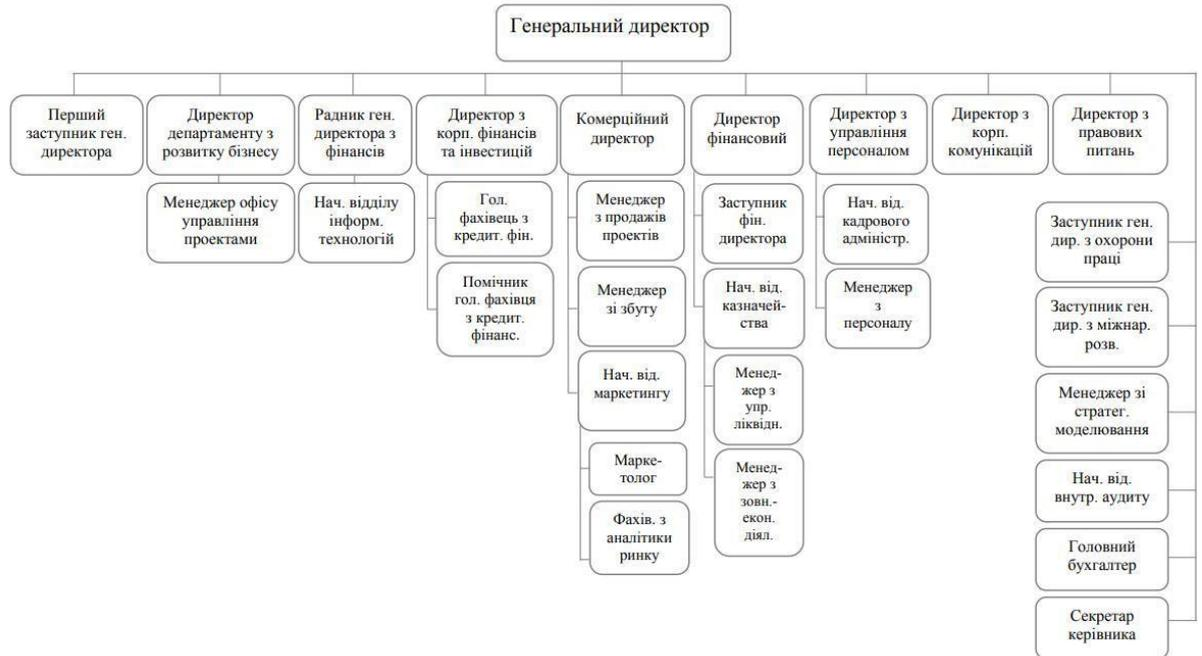 Генеральний директор
Перший
заступник ген.
директора
Директор
департаменту з
розвитку бізнесу
Радник ген.
директора з
фінансів
Директор з
корп. фінансів
та інвестицій
Комерційний
директор
Директор
фінансовий
Директор з
управління
персоналом
Директор з
корп.
комунікацій
Директор з
правових
питань
Менеджер офісу
управління
проектами
Нач. відділу
інформ.
технологій
Гол.
фахівець з
кредит. фін.
Помічник
гол. фахівця
з кредит.
фінанс.
Менеджер
з продажів
проектів
Менеджер
зі збуту
Нач. від.
маркетингу
Марке-
толог
Фахів. з
аналітики
ринку
Заступник
фін.
директора
Нач. від.
казначей-
ства
Менед-
жер з
упр.
ліквідн.
Менед-
жер з
зовн.-
екон.
діял.
Нач. від.
кадрового
адміністр.
Менеджер
з
персоналу
Заступник ген.
дир. з охорони
праці
Заступник ген.
дир. з міжнар.
розв.
Менеджер зі
стратег.
моделювання
Нач. від.
внутр. аудиту
Головний
бухгалтер
Секретар
керівника